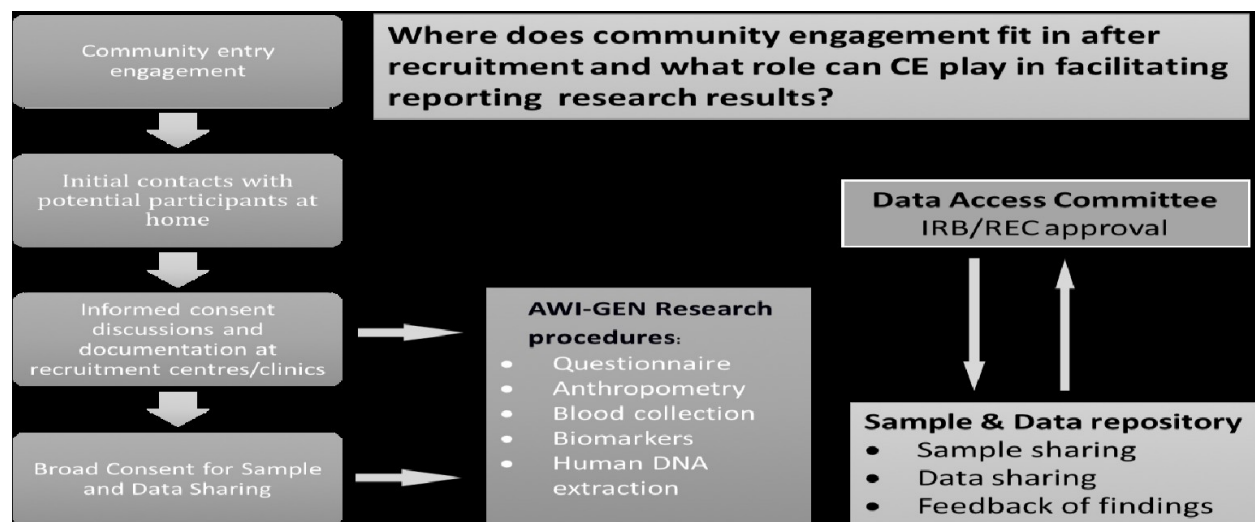 Community entry
engagement
Where does community engagement fit in after
recruitment and what role can CE play in facilitating
reporting research results?
Initial contacts with
potential participants at
home
Informed consent
discussions and
documentation at
recruitment centres/clinics
Broad Consent for Sample
and Data Sharing
AWI-GEN Research
procedures:
• Questionnaire
• Anthropometry
• Blood collection
• Biomarkers
• Human DNA
extraction
Data Access Committee
IRB/REC approval
Sample & Data repository
• Sample sharing
• Data sharing
• Feedback of findings